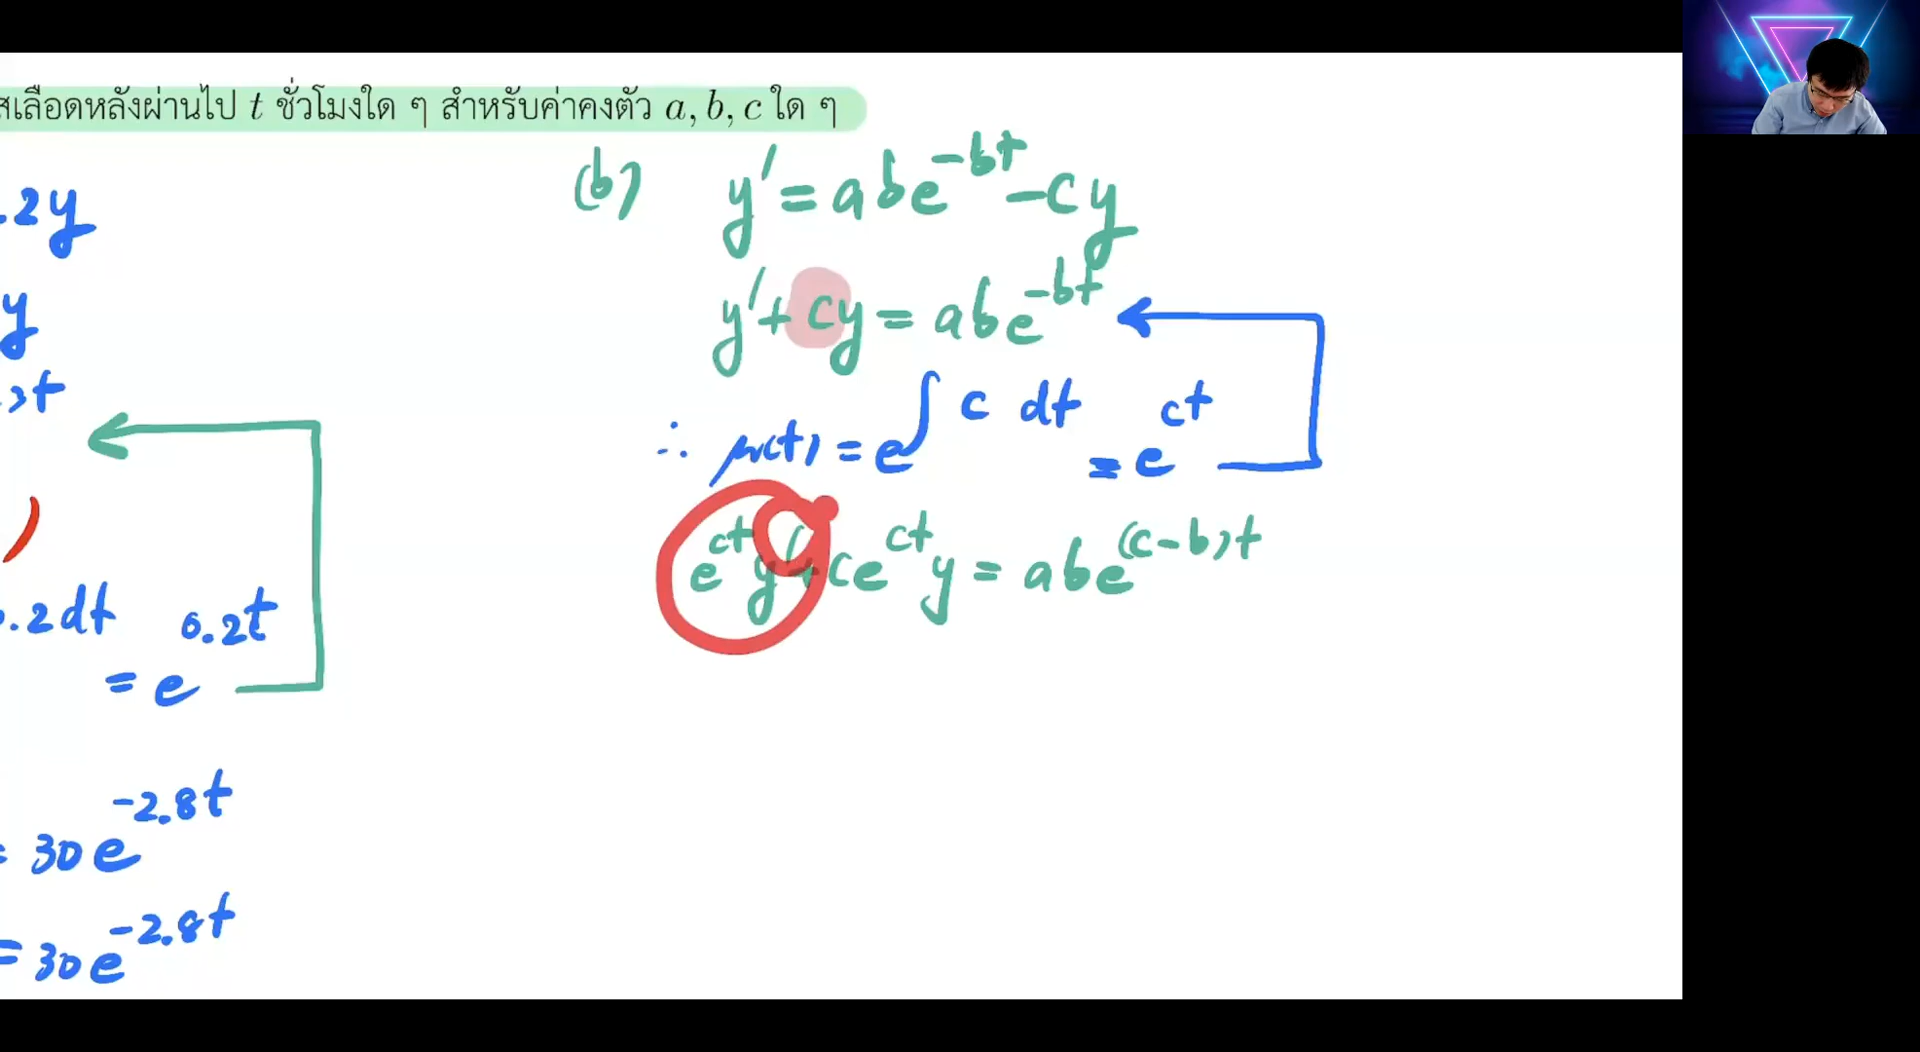 สเลือดหลังผ่านไป t ชั่วโมงใด ๆ สำหรับค่าคงตัว a, b, c ใด ๆ
.2y
y
t
.2dt
= e^{0.2t}
= 30e^{-2.8t}
= 30e^{-2.8t}
(b) y' = abe^{-bt} - cy
y' + cy = abe^{-bt}
∴ μ(t) = e^{∫ c dt} = e^{ct}
e^{ct}y' + ce^{ct}y = abe^{(c-b)t}